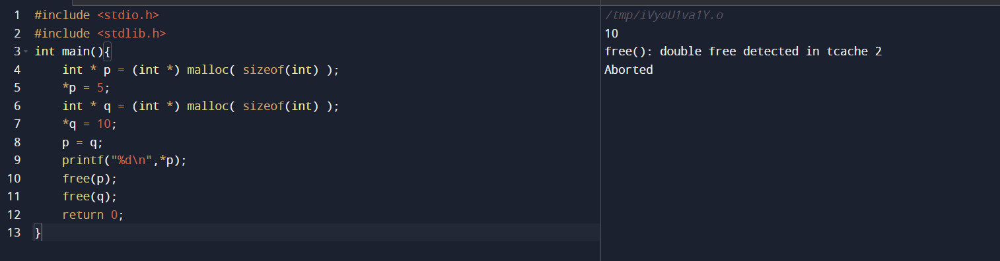 1 #include <stdio.h>
2 #include <stdlib.h>
3 int main(){
4 int * p = (int *) malloc( sizeof(int) );
5 *p = 5;
6 int * q = (int *) malloc( sizeof(int) );
7 *q = 10;
8 p = q;
9 printf("%d\n",*p);
10 free(p);
11 free(q);
12 return 0;
13 }
/tmp/iVyoU1va1Y.o
10
free(): double free detected in tcache 2
Aborted